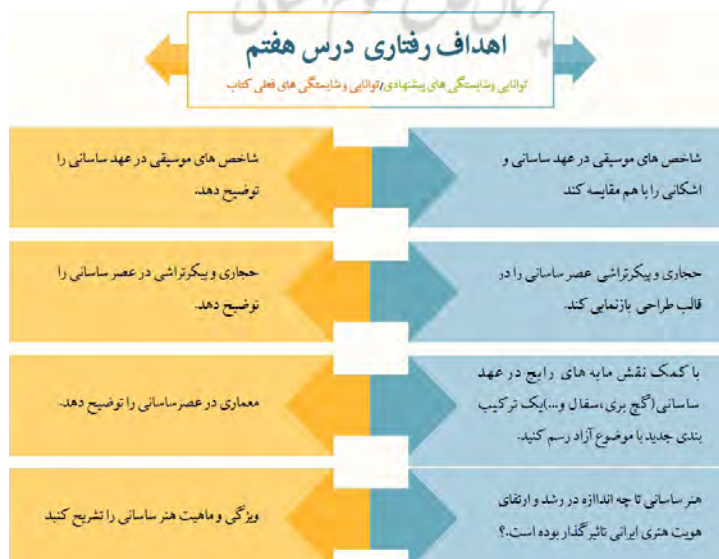 اهداف رفتاری درس هفتم
توانایی وشایستگی های پیشنهادی/توانایی وشایستگی های فعلی کتاب
شاخص های موسیقی در عهد ساسانی و
اشکانی را با هم مقایسه کند
شاخص های موسیقی در عهد ساسانی را
توضیح دهد.
حجاری و پیکرتراشی عصر ساسانی را در
قالب طراحی بازنمایی کند.
حجاری و پیکرتراشی در عصر ساسانی را
توضیح دهد.
با کمک نقش مایه های رایج در عهد
ساسانی(گچ بری،سفال و...)یک ترکیب
بندی جدید با موضوع آزاد رسم کنید.
معماری در عصرساسانی را توضیح دهد.
هنر ساسانی تا چه اندااژه در رشد و ارتقای
هویت هنری ایرانی تاثیر گذار بوده است.؟
ویژگی و ماهیت هنر ساسانی را تشریح کنید